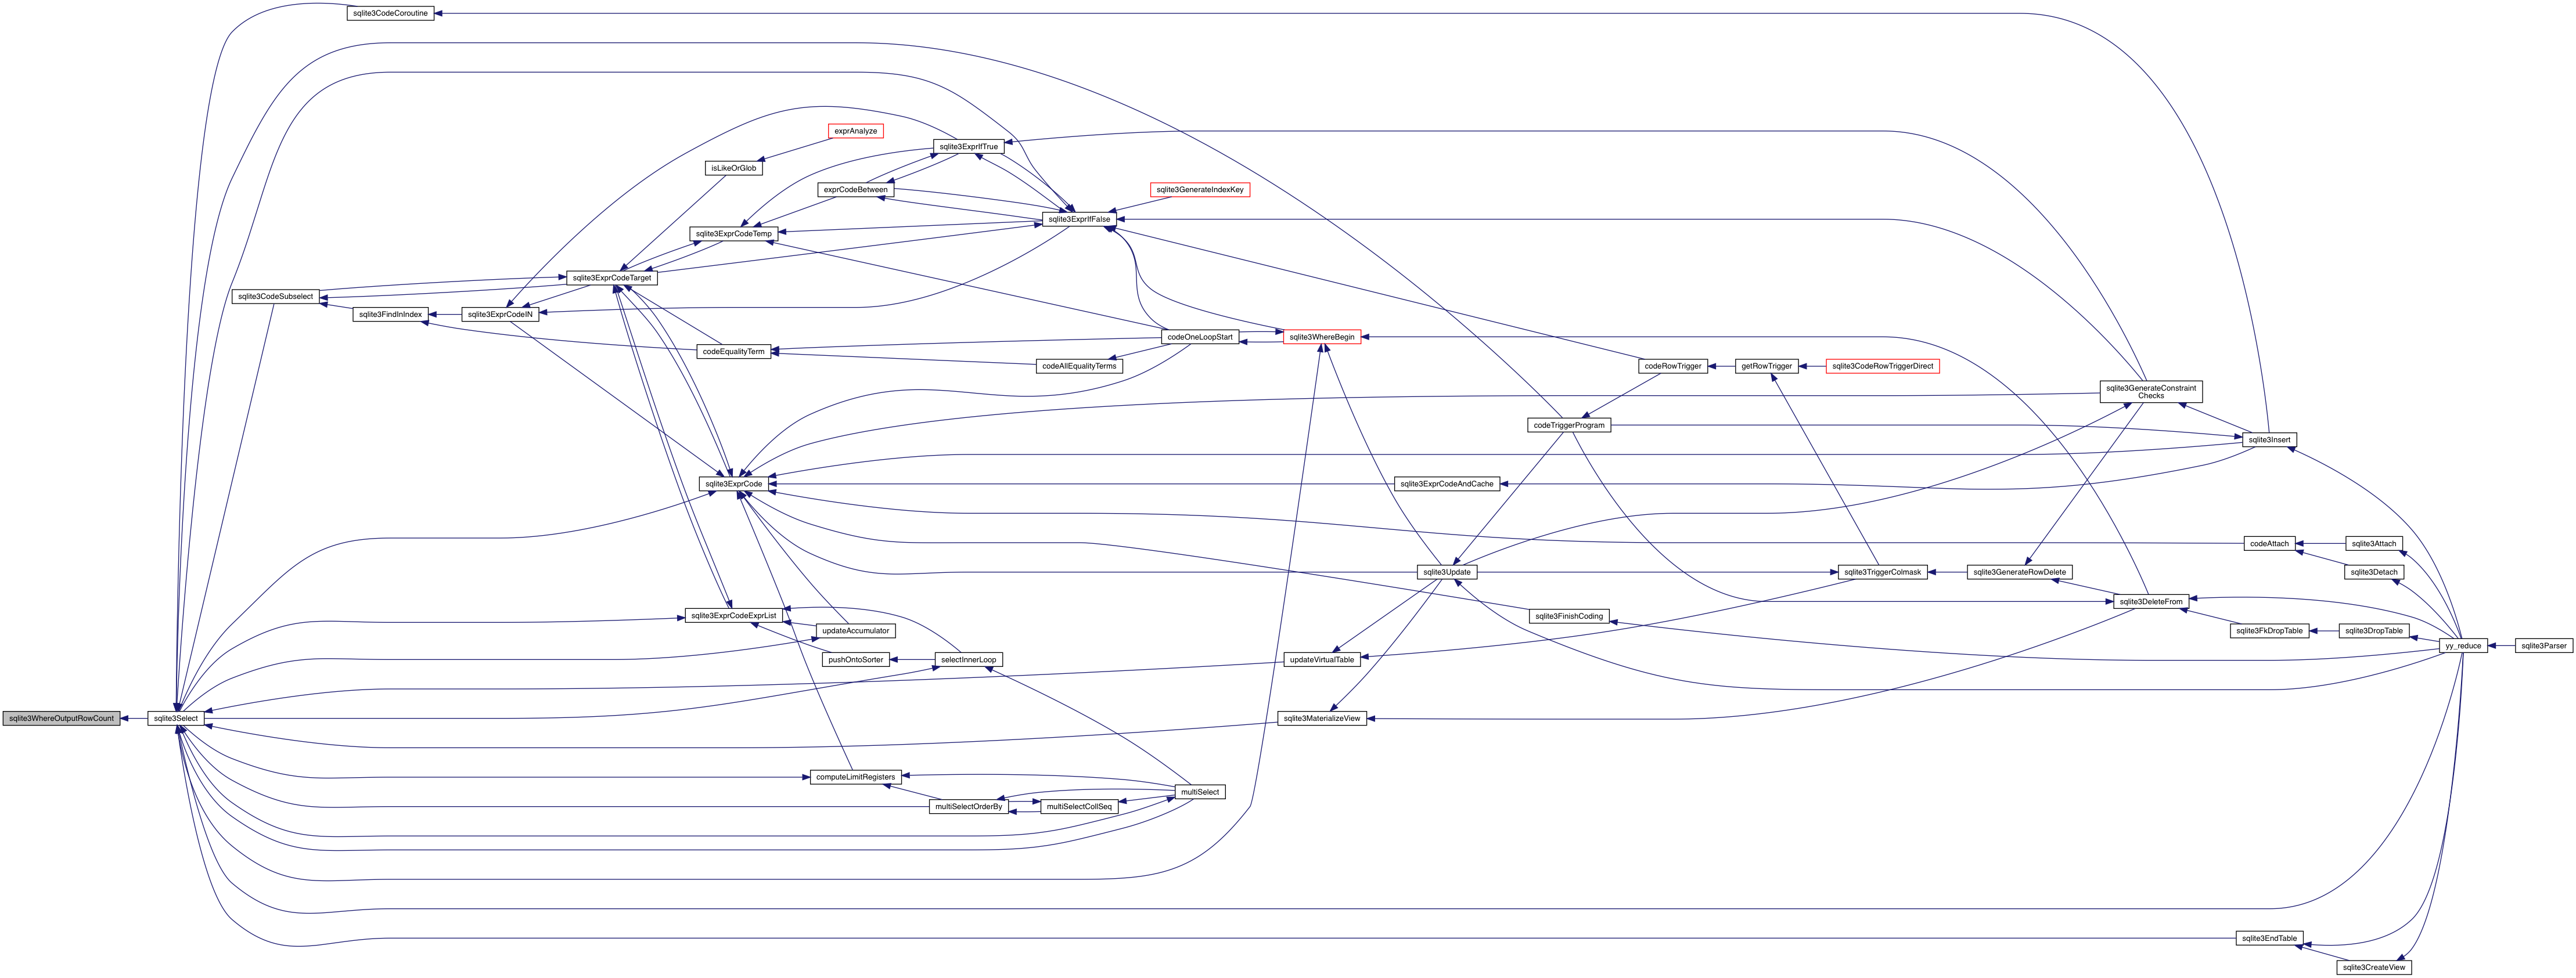 sqlite3CodeCoroutine
exprAnalyze
sqlite3ExprIfTrue
isLikeOrGlob
exprCodeBetween
sqlite3GenerateIndexKey
sqlite3ExprIfFalse
sqlite3ExprCodeTemp
sqlite3ExprCodeTarget
sqlite3CodeSubselect
sqlite3FindInIndex
sqlite3ExprCodeIN
codeOneLoopStart
sqlite3WhereBegin
codeEqualityTerm
codeAllEqualityTerms
codeRowTrigger
getRowTrigger
sqlite3CodeRowTriggerDirect
sqlite3GenerateConstraint
Checks
codeTriggerProgram
sqlite3Insert
sqlite3ExprCode
sqlite3ExprCodeAndCache
codeAttach
sqlite3Attach
sqlite3Update
sqlite3TriggerColmask
sqlite3GenerateRowDelete
sqlite3Detach
sqlite3DeleteFrom
sqlite3ExprCodeExprList
sqlite3FinishCoding
updateAccumulator
sqlite3FkDropTable
sqlite3DropTable
yy_reduce
sqlite3Parser
pushOntoSorter
selectInnerLoop
updateVirtualTable
sqlite3WhereOutputRowCount
sqlite3Select
sqlite3MaterializeView
computeLimitRegisters
multiSelect
multiSelectOrderBy
multiSelectCollSeq
sqlite3EndTable
sqlite3CreateView